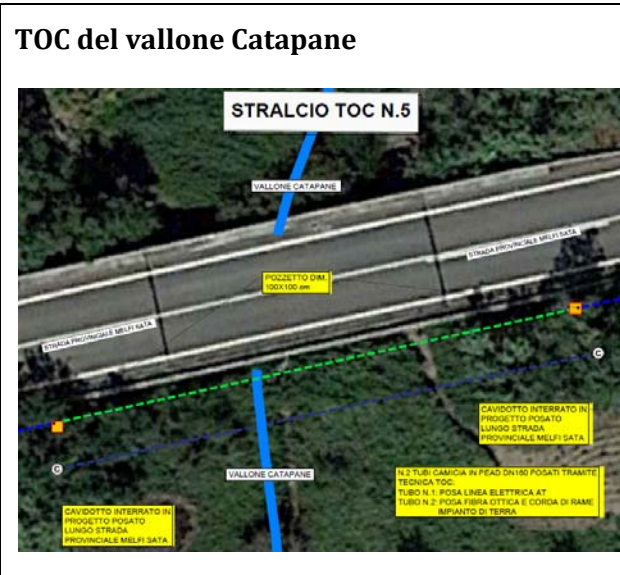 TOC del vallone Catapane
STRALCIO TOC N.5
VALLONE CATAPANE
STRADA PROVINCIALE MELFI SATA
POZZETTO DIM.
100X100 cm
STRADA PROVINCIALE MELFI SATA
C
CAVIDOTTO INTERRATO IN
PROGETTO POSATO
LUNGO STRADA
PROVINCIALE MELFI SATA
C
VALLONE CATAPANE
N.2 TUBI CAMICIA IN PEAD DN160 POSATI TRAMITE
TECNICA TOC:
TUBO N.1: POSA LINEA ELETTRICA AT
TUBO N.2: POSA FIBRA OTTICA E CORDA DI RAME
IMPIANTO DI TERRA
CAVIDOTTO INTERRATO IN
PROGETTO POSATO
LUNGO STRADA
PROVINCIALE MELFI SATA